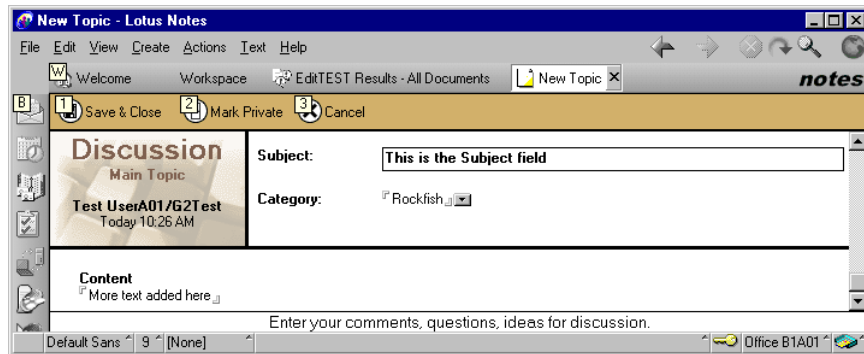 New Topic - Lotus Notes
File Edit View Create Actions Text Help
W Welcome Workspace EditTEST Results - All Documents New Topic notes
B 1 Save & Close 2 Mark Private 3 Cancel
Discussion
Main Topic
Test UserA01/G2Test
Today 10:26 AM
Subject: This is the Subject field
Category: Rockfish
Content
More text added here
Enter your comments, questions, ideas for discussion.
Default Sans 9 [None] Office B1A01